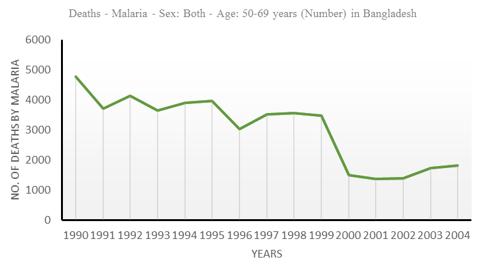 Deaths - Malaria - Sex: Both - Age: 50-69 years (Number) in Bangladesh
6000
5000
4000
3000
2000
1000
0
NO. OF DEATHS BY MALARIA
1990 1991 1992 1993 1994 1995 1996 1997 1998 1999 2000 2001 2002 2003 2004
YEARS